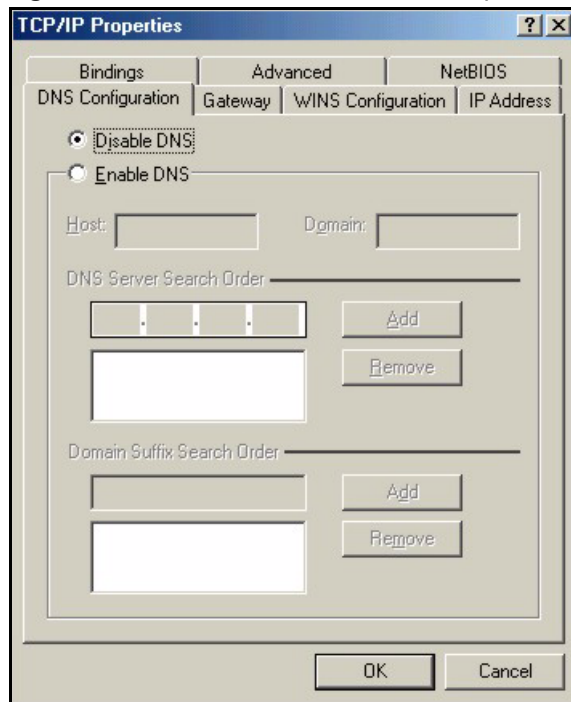 TCP/IP Properties
Bindings Advanced NetBIOS
DNS Configuration Gateway WINS Configuration IP Address
Disable DNS
Enable DNS
Host: Domain:
DNS Server Search Order
. . . Add
Remove
Domain Suffix Search Order
Add
Remove
OK Cancel